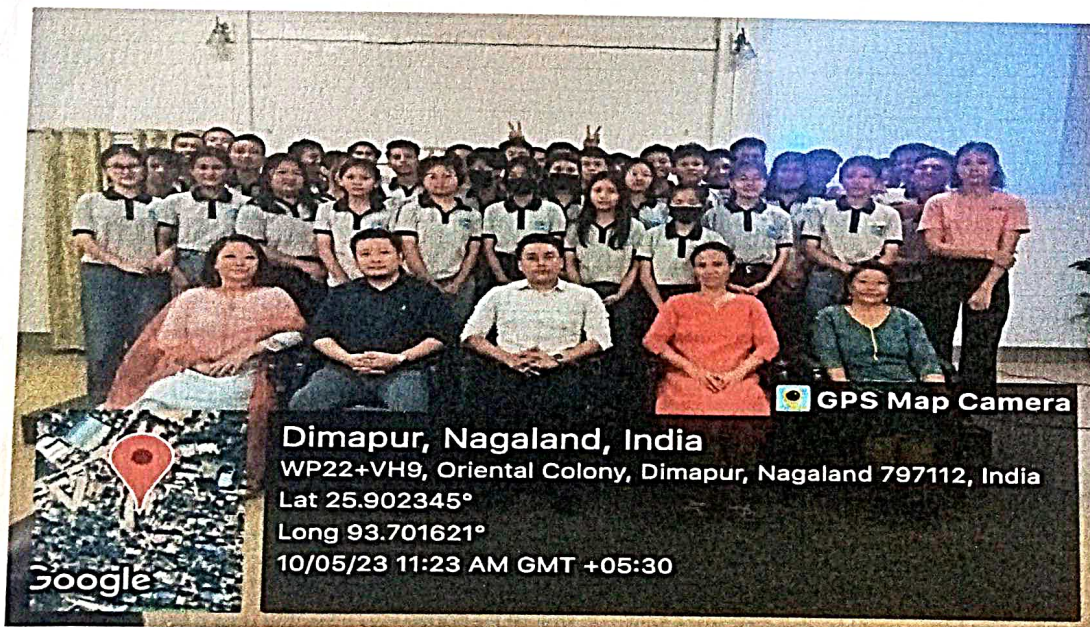 GPS Map Camera
Dimapur, Nagaland, India
WP22+VH9, Oriental Colony, Dimapur, Nagaland 797112, India
Lat 25.902345°
Long 93.701621°
10/05/23 11:23 AM GMT +05:30
Google